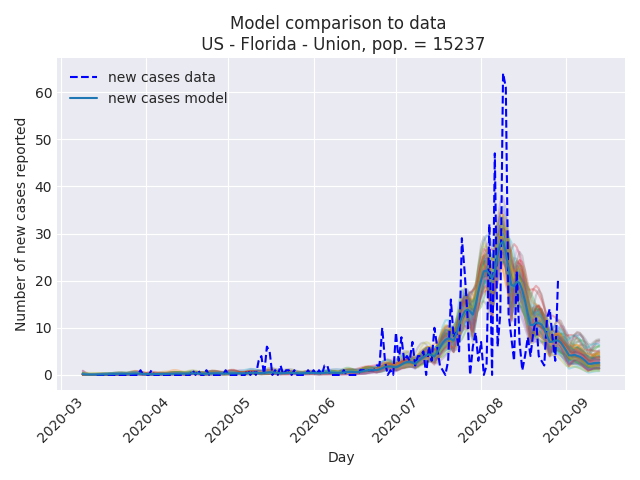 Model comparison to data
US - Florida - Union, pop. = 15237
new cases data
new cases model
Number of new cases reported
60
50
40
30
20
10
0
2020-03
2020-04
2020-05
2020-06
2020-07
2020-08
2020-09
Day